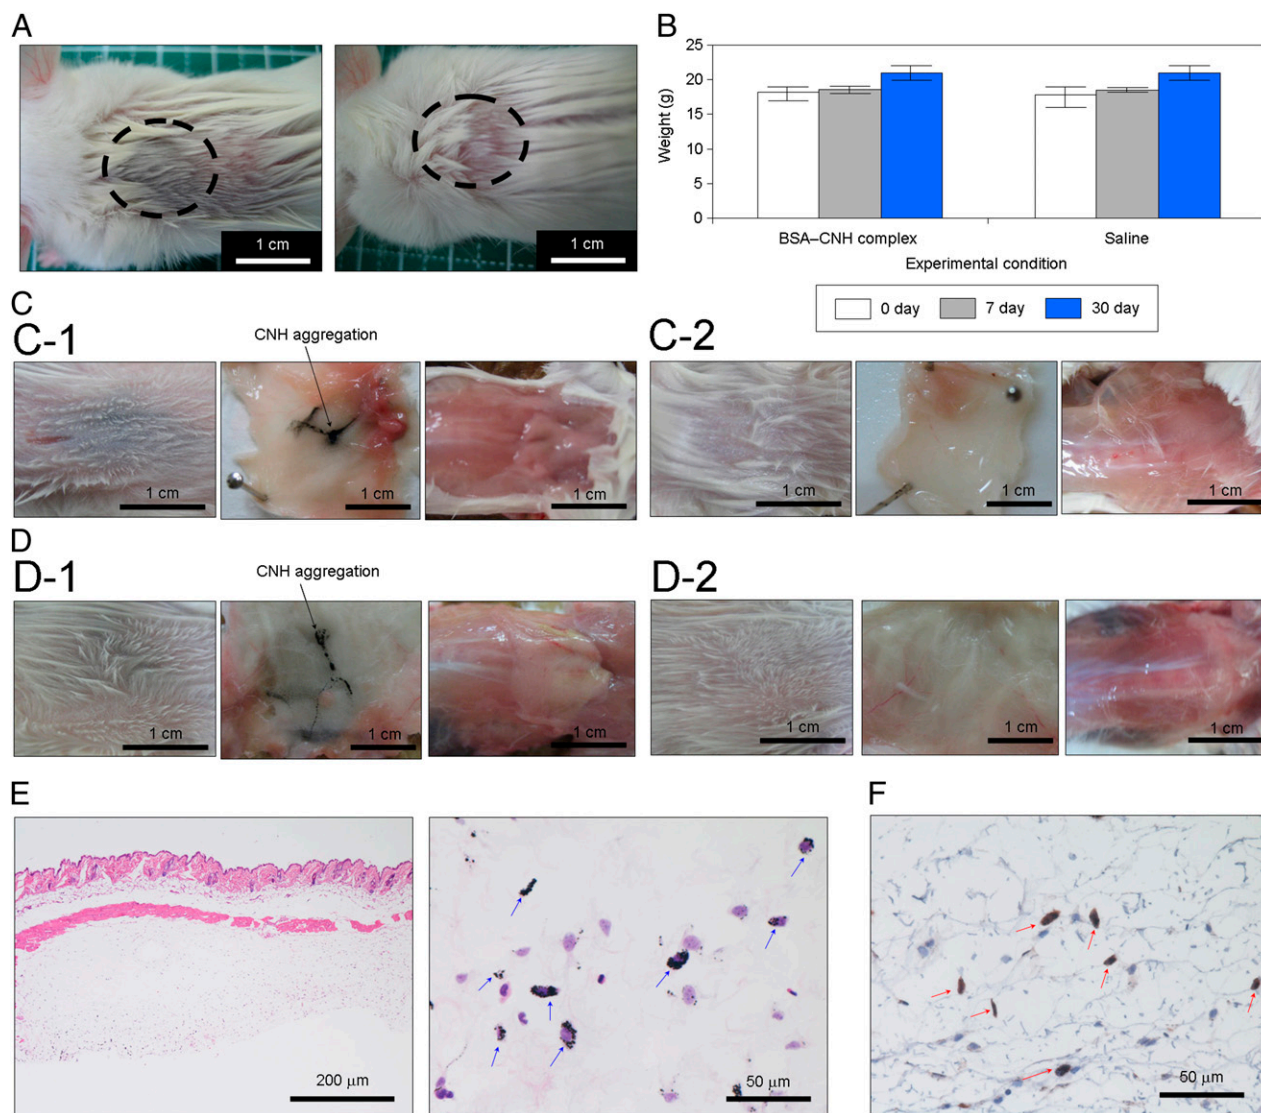 A
1 cm
1 cm
B
25
20
15
10
5
0
Weight (g)
BSA–CNH complex
Saline
Experimental condition
0 day
7 day
30 day
C
C-1
CNH aggregation
1 cm
1 cm
1 cm
C-2
1 cm
1 cm
1 cm
D
D-1
CNH aggregation
1 cm
1 cm
1 cm
D-2
1 cm
1 cm
1 cm
E
200 μm
50 μm
F
50 μm